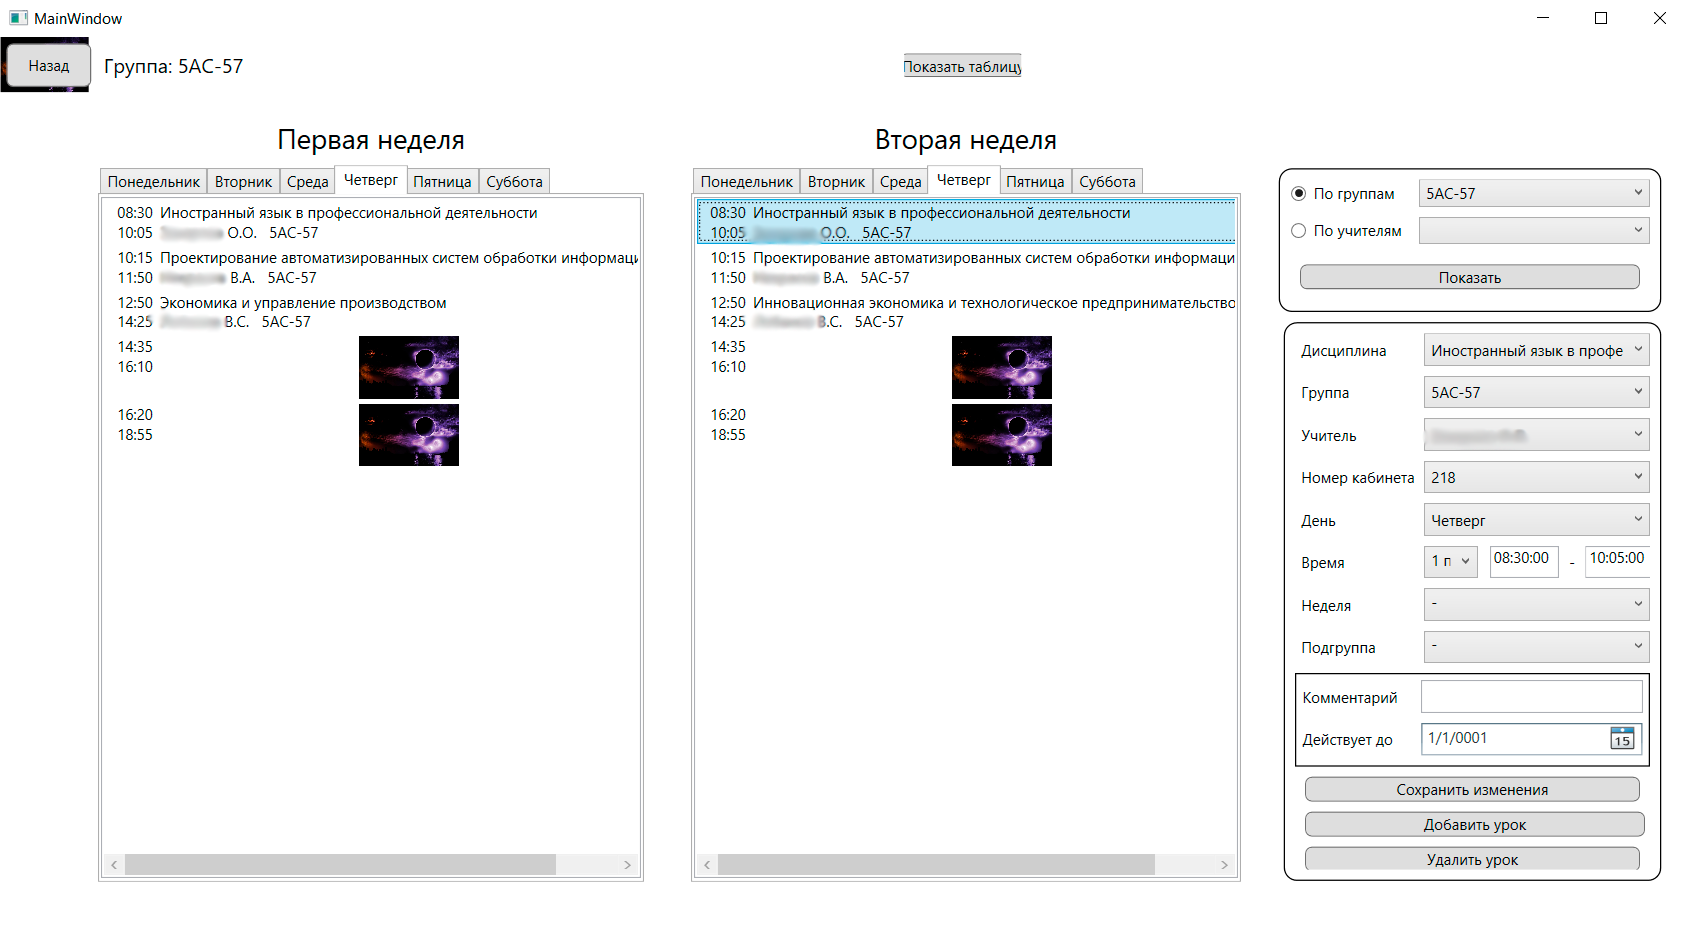 MainWindow
Назад
Группа: 5АС-57
Показать таблицу
Первая неделя
Понедельник Вторник Среда Четверг Пятница Суббота
08:30 Иностранный язык в профессиональной деятельности
10:05 О.О. 5АС-57
10:15 Проектирование автоматизированных систем обработки информаци
11:50 В.А. 5АС-57
12:50 Экономика и управление производством
14:25 В.С. 5АС-57
14:35
16:10
16:20
18:55
Вторая неделя
Понедельник Вторник Среда Четверг Пятница Суббота
08:30 Иностранный язык в профессиональной деятельности
10:05 О.О. 5АС-57
10:15 Проектирование автоматизированных систем обработки информаци
11:50 В.А. 5АС-57
12:50 Инновационная экономика и технологическое предпринимательство
14:25 В.С. 5АС-57
14:35
16:10
16:20
18:55
По группам 5АС-57
По учителям
Показать
Дисциплина Иностранный язык в профе
Группа 5АС-57
Учитель
Номер кабинета 218
День Четверг
Время 1 п 08:30:00 - 10:05:00
Неделя -
Подгруппа -
Комментарий
Действует до 1/1/0001 15
Сохранить изменения
Добавить урок
Удалить урок